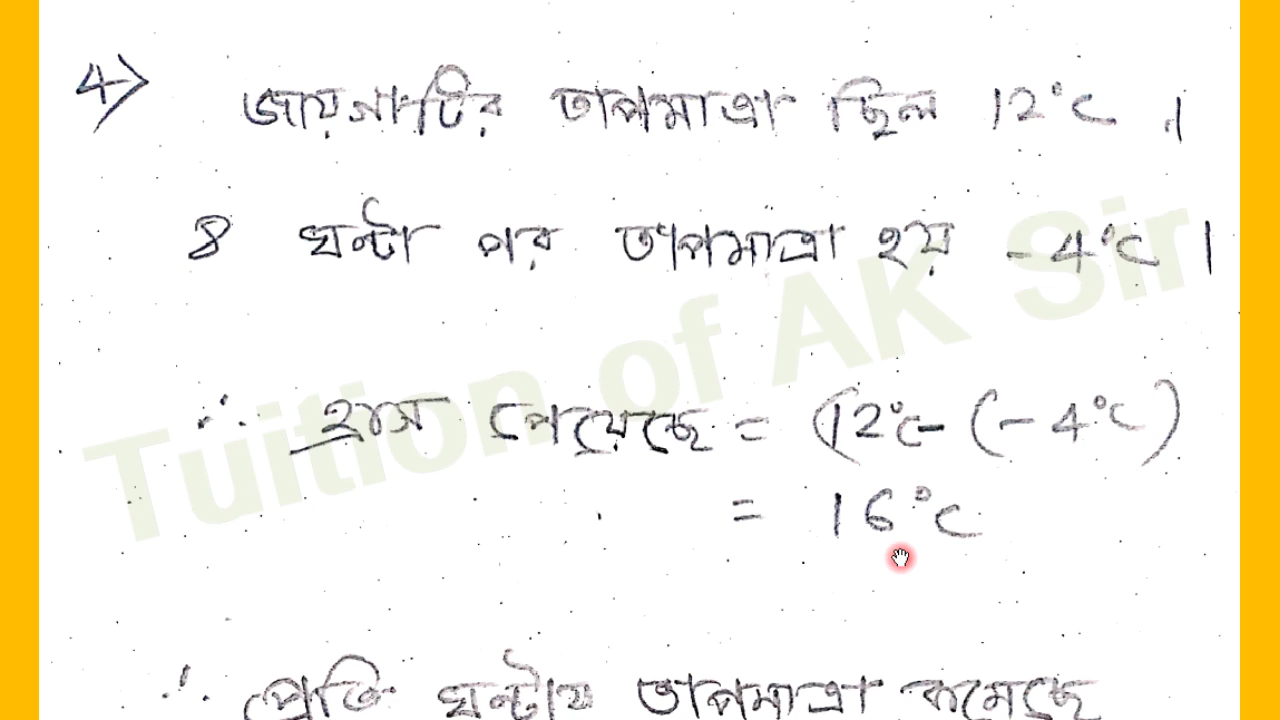 4> জায়গাটির তাপমাত্রা ছিল 12°C ।
8 ঘন্টা পর তাপমাত্রা হয় -4°C ।
∴ হ্রাস পেয়েছে = (12°C - (-4°C)
= 16°C
∴ প্রতি ঘন্টায় তাপমাত্রা কমেছে
Tuition of AK Sir